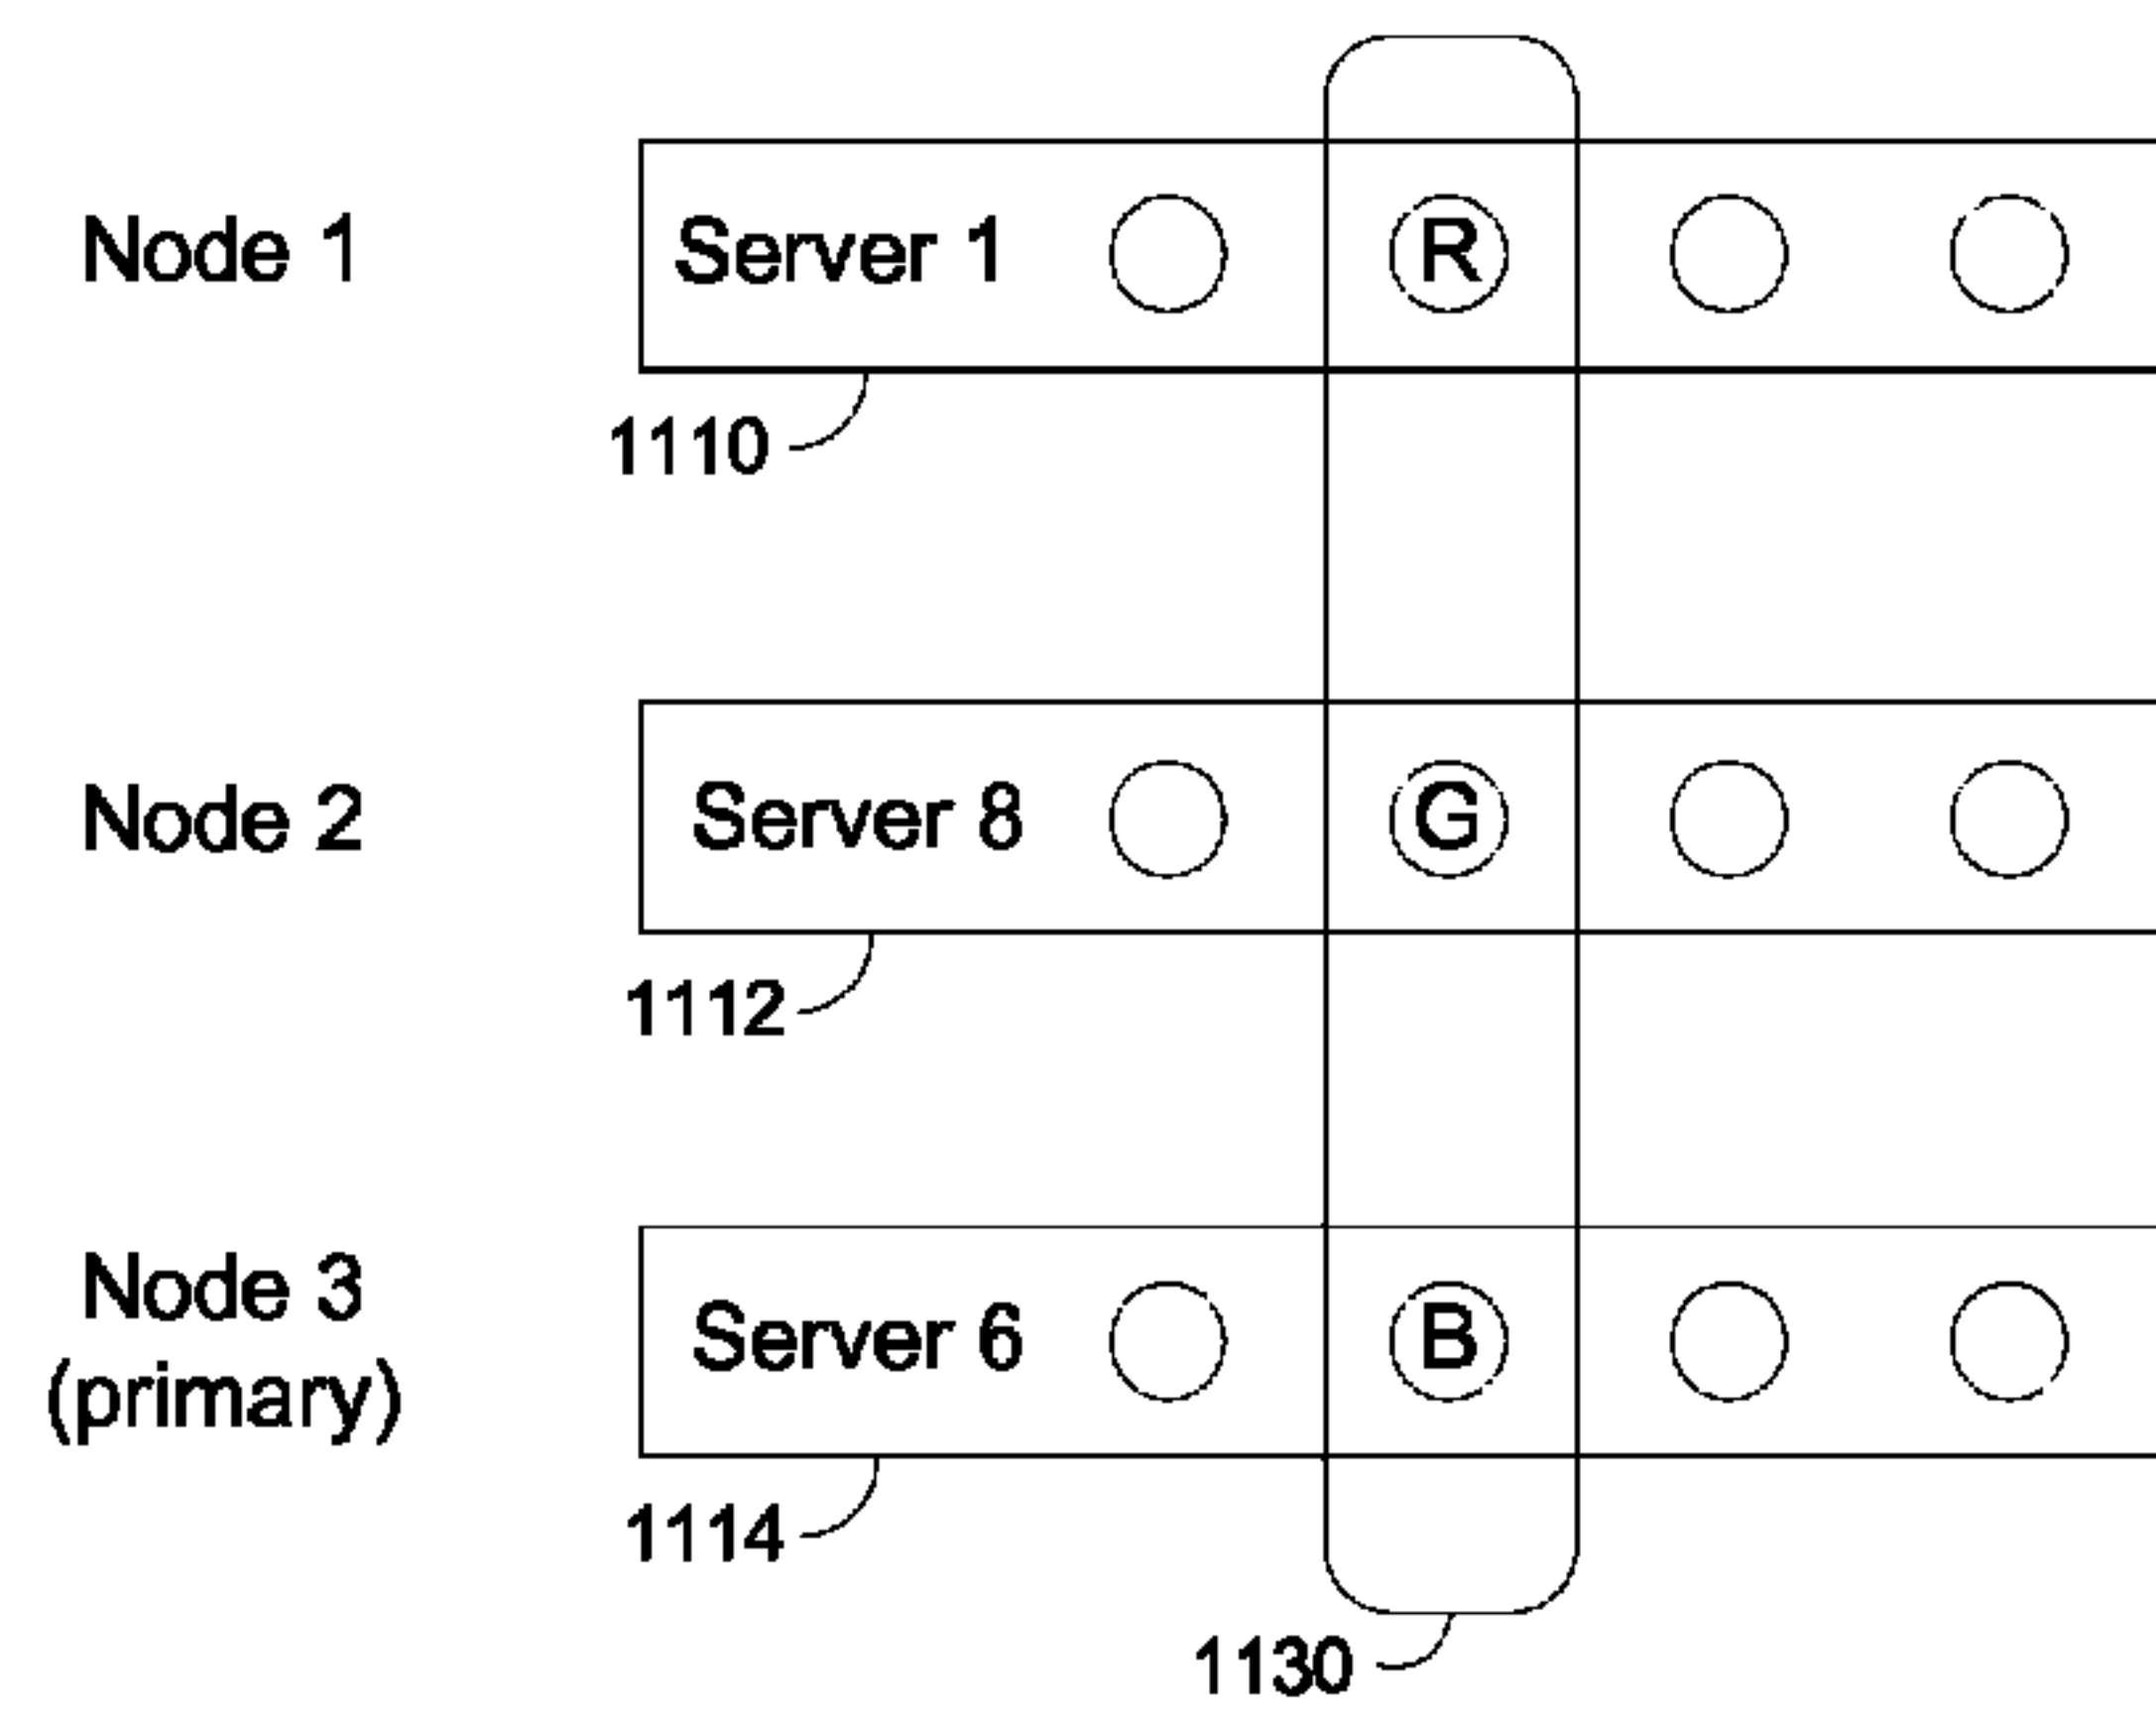 Node 1
Server 1
R
1110
Node 2
Server 8
G
1112
Node 3
(primary)
Server 6
B
1114
1130